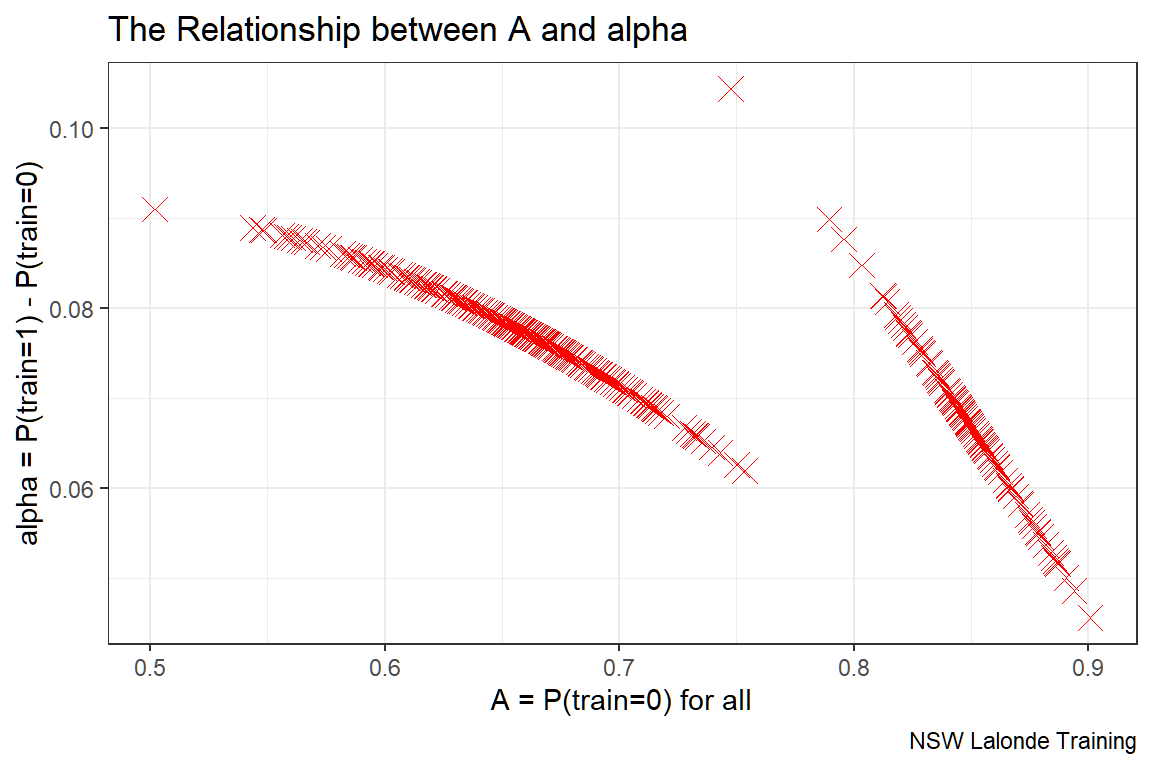 The Relationship between A and alpha
alpha = P(train=1) - P(train=0)
0.10
0.08
0.06
0.5 0.6 0.7 0.8 0.9
A = P(train=0) for all
NSW Lalonde Training